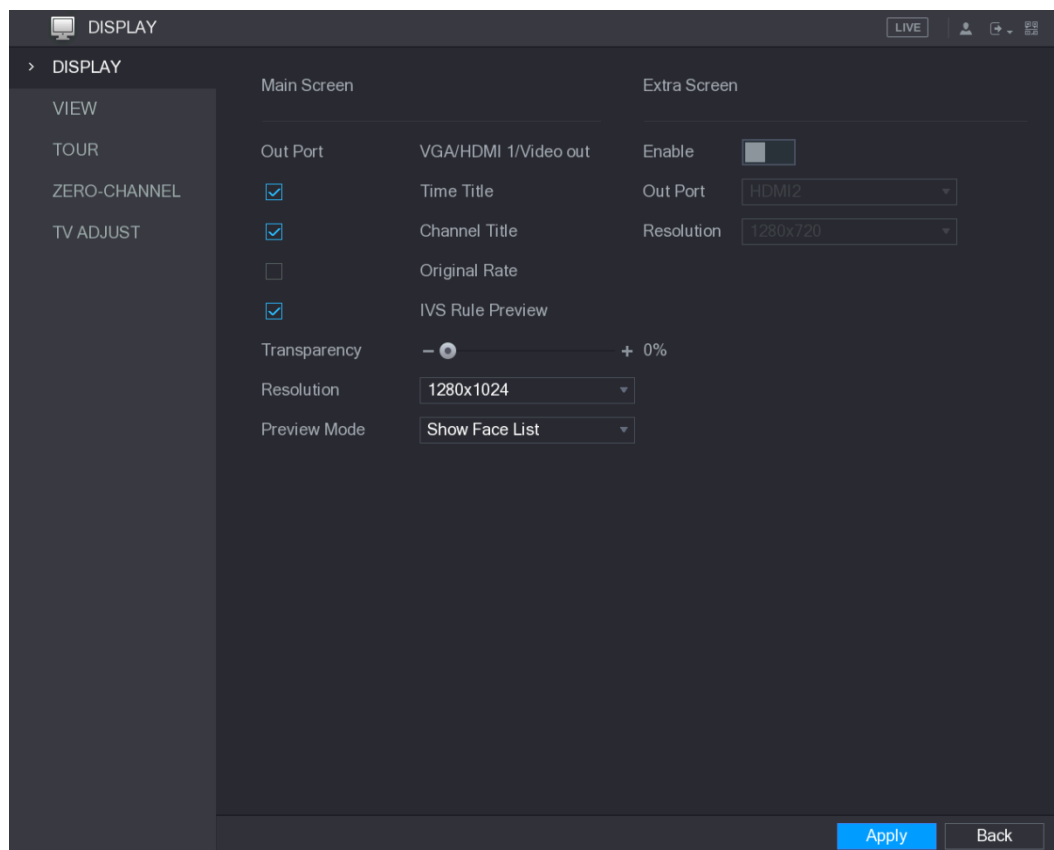 DISPLAY
LIVE
DISPLAY
VIEW
TOUR
ZERO-CHANNEL
TV ADJUST
Main Screen
Extra Screen
Out Port VGA/HDMI 1/Video out Enable
Time Title Out Port HDMI2
Channel Title Resolution 1280x720
Original Rate
IVS Rule Preview
Transparency − + 0%
Resolution 1280x1024
Preview Mode Show Face List
Apply Back